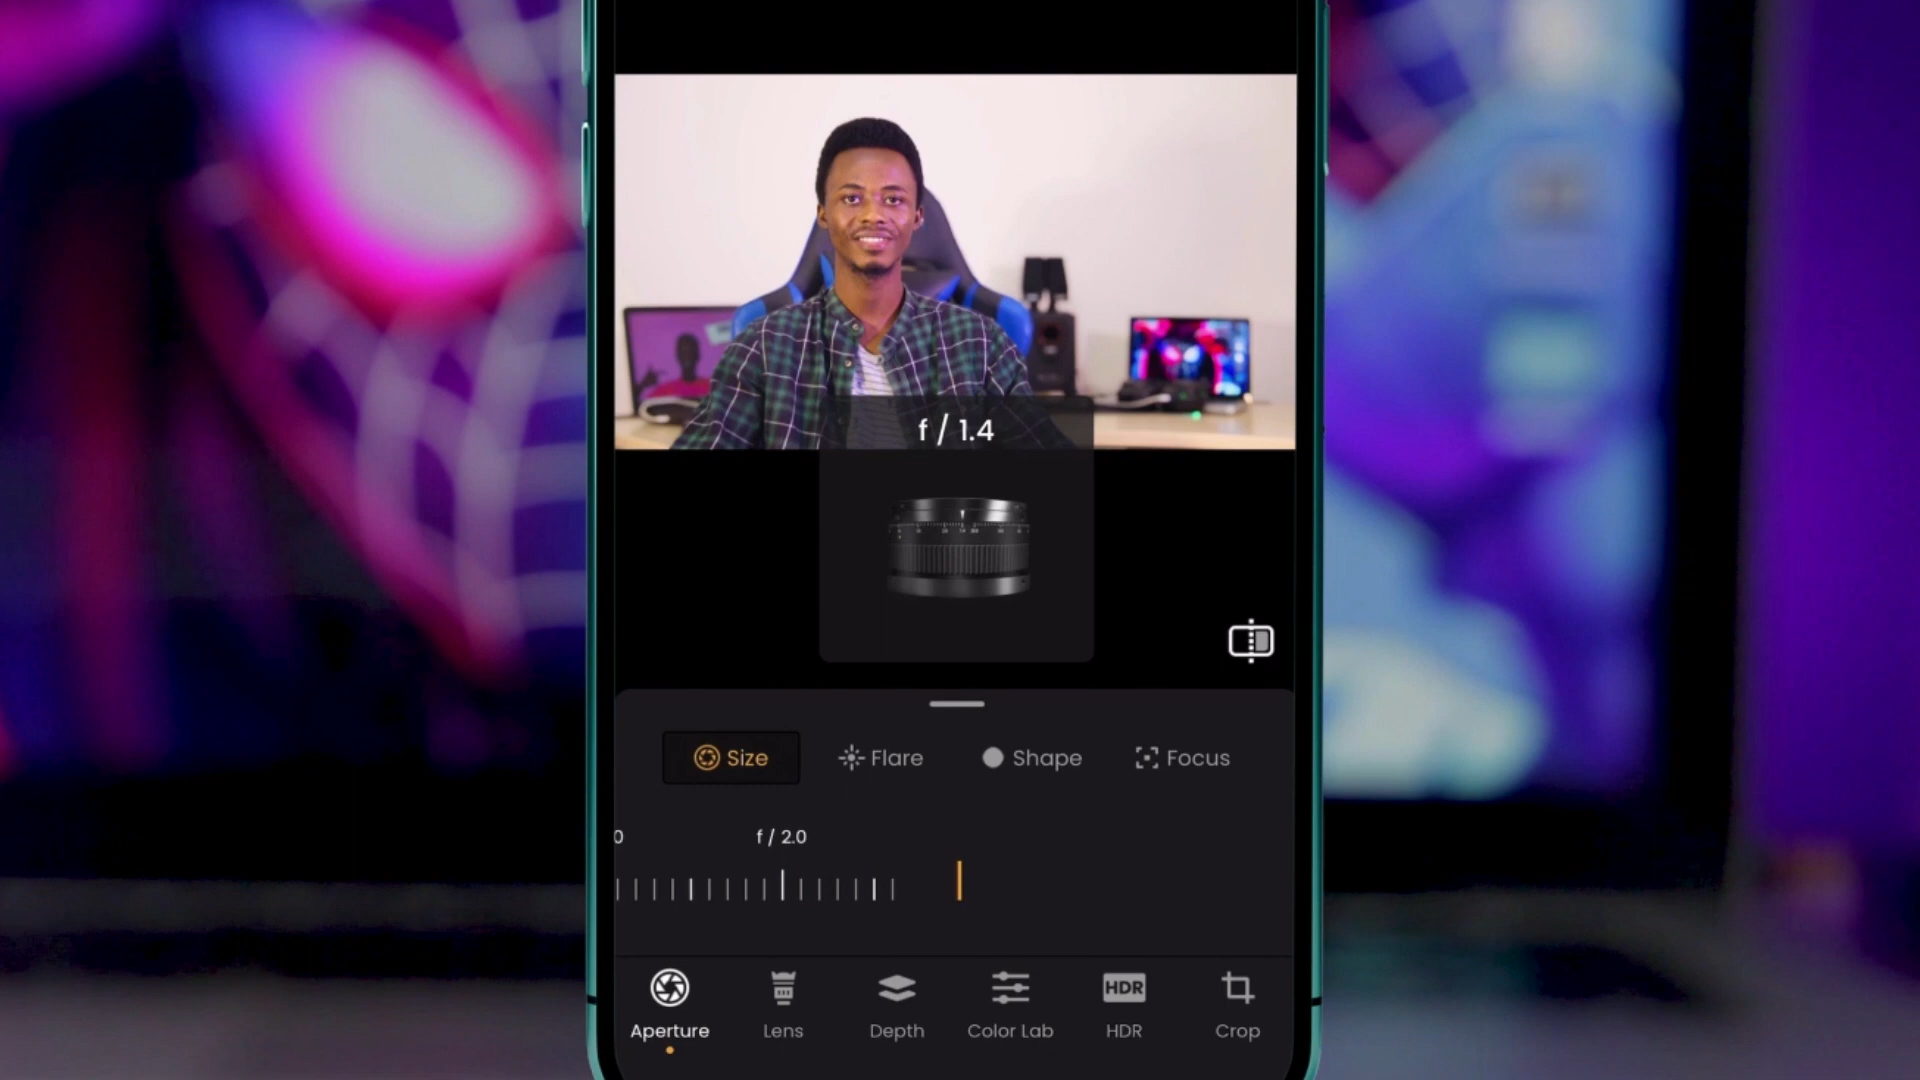 f / 1.4
Size
Flare
Shape
Focus
0
f / 2.0
HDR
Aperture
Lens
Depth
Color Lab
HDR
Crop